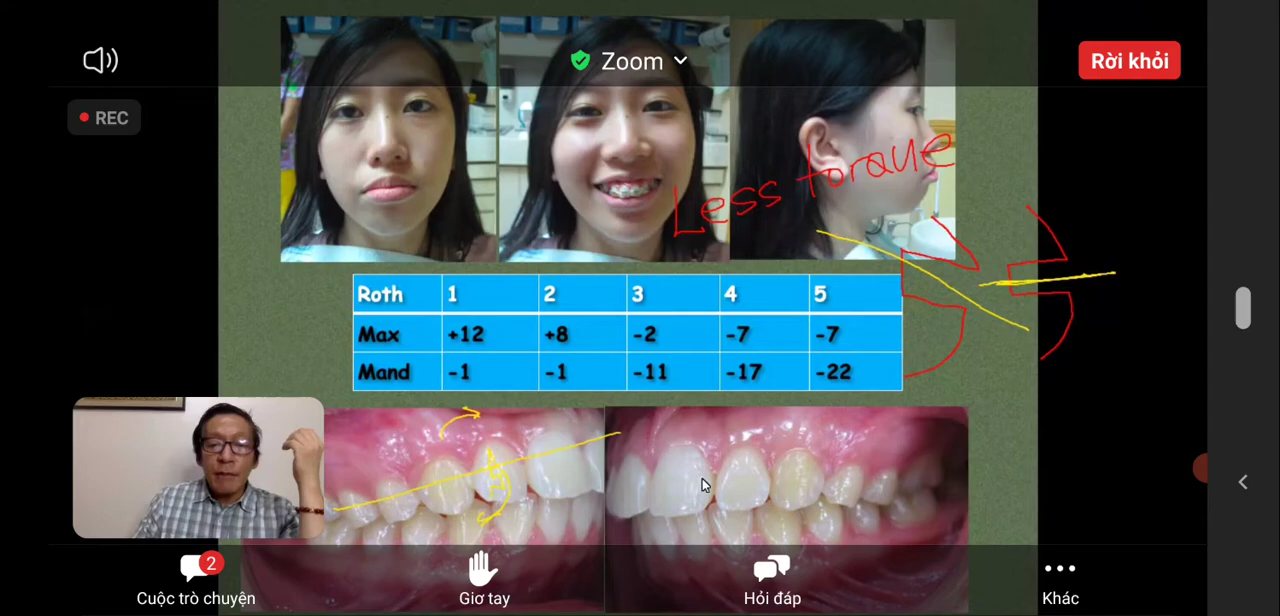 Zoom
Rời khỏi
REC
Less torque
Roth 1 2 3 4 5
Max +12 +8 -2 -7 -7
Mand -1 -1 -11 -17 -22
2
Cuộc trò chuyện
Giơ tay
Hỏi đáp
Khác